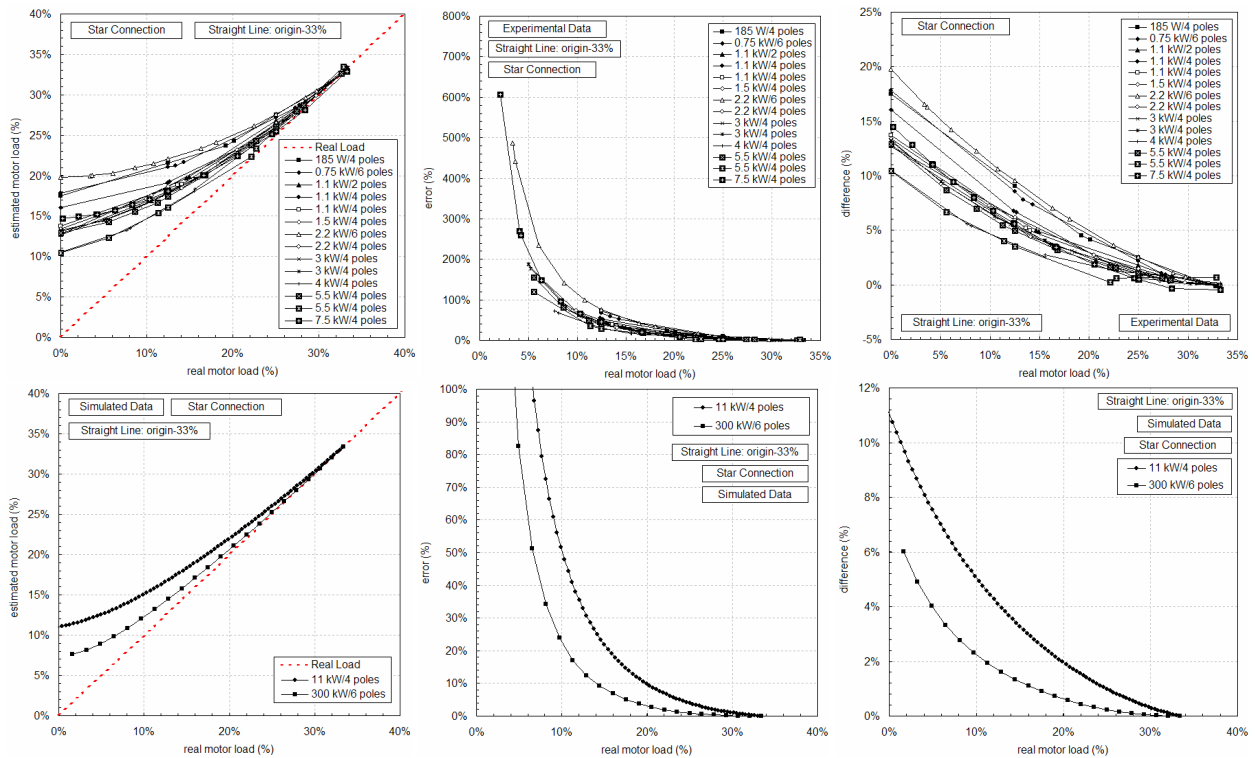 40%
35%
30%
25%
20%
15%
10%
5%
0%
estimated motor load (%)
Star Connection
Straight Line: origin-33%
Real Load
185 W/4 poles
0.75 kW/6 poles
1.1 kW/2 poles
1.1 kW/4 poles
1.1 kW/4 poles
1.5 kW/4 poles
2.2 kW/6 poles
2.2 kW/4 poles
3 kW/4 poles
3 kW/4 poles
4 kW/4 poles
5.5 kW/4 poles
5.5 kW/4 poles
7.5 kW/4 poles
0% 10% 20% 30% 40%
real motor load (%)
800%
700%
600%
500%
400%
300%
200%
100%
0%
error (%)
Experimental Data
Straight Line: origin-33%
Star Connection
185 W/4 poles
0.75 kW/6 poles
1.1 kW/2 poles
1.1 kW/4 poles
1.1 kW/4 poles
1.5 kW/4 poles
2.2 kW/6 poles
2.2 kW/4 poles
3 kW/4 poles
3 kW/4 poles
4 kW/4 poles
5.5 kW/4 poles
5.5 kW/4 poles
7.5 kW/4 poles
0% 5% 10% 15% 20% 25% 30% 35%
real motor load (%)
25%
20%
15%
10%
5%
0%
-5%
difference (%)
Star Connection
185 W/4 poles
0.75 kW/6 poles
1.1 kW/2 poles
1.1 kW/4 poles
1.1 kW/4 poles
1.5 kW/4 poles
2.2 kW/6 poles
2.2 kW/4 poles
3 kW/4 poles
3 kW/4 poles
4 kW/4 poles
5.5 kW/4 poles
5.5 kW/4 poles
7.5 kW/4 poles
Straight Line: origin-33%
Experimental Data
0% 5% 10% 15% 20% 25% 30% 35%
real motor load (%)
40%
35%
30%
25%
20%
15%
10%
5%
0%
estimated motor load (%)
Simulated Data
Star Connection
Straight Line: origin-33%
Real Load
11 kW/4 poles
300 kW/6 poles
0% 10% 20% 30% 40%
real motor load (%)
100%
90%
80%
70%
60%
50%
40%
30%
20%
10%
0%
error (%)
11 kW/4 poles
300 kW/6 poles
Straight Line: origin-33%
Star Connection
Simulated Data
0% 10% 20% 30% 40%
real motor load (%)
12%
10%
8%
6%
4%
2%
0%
difference (%)
Straight Line: origin-33%
Simulated Data
Star Connection
11 kW/4 poles
300 kW/6 poles
0% 10% 20% 30% 40%
real motor load (%)